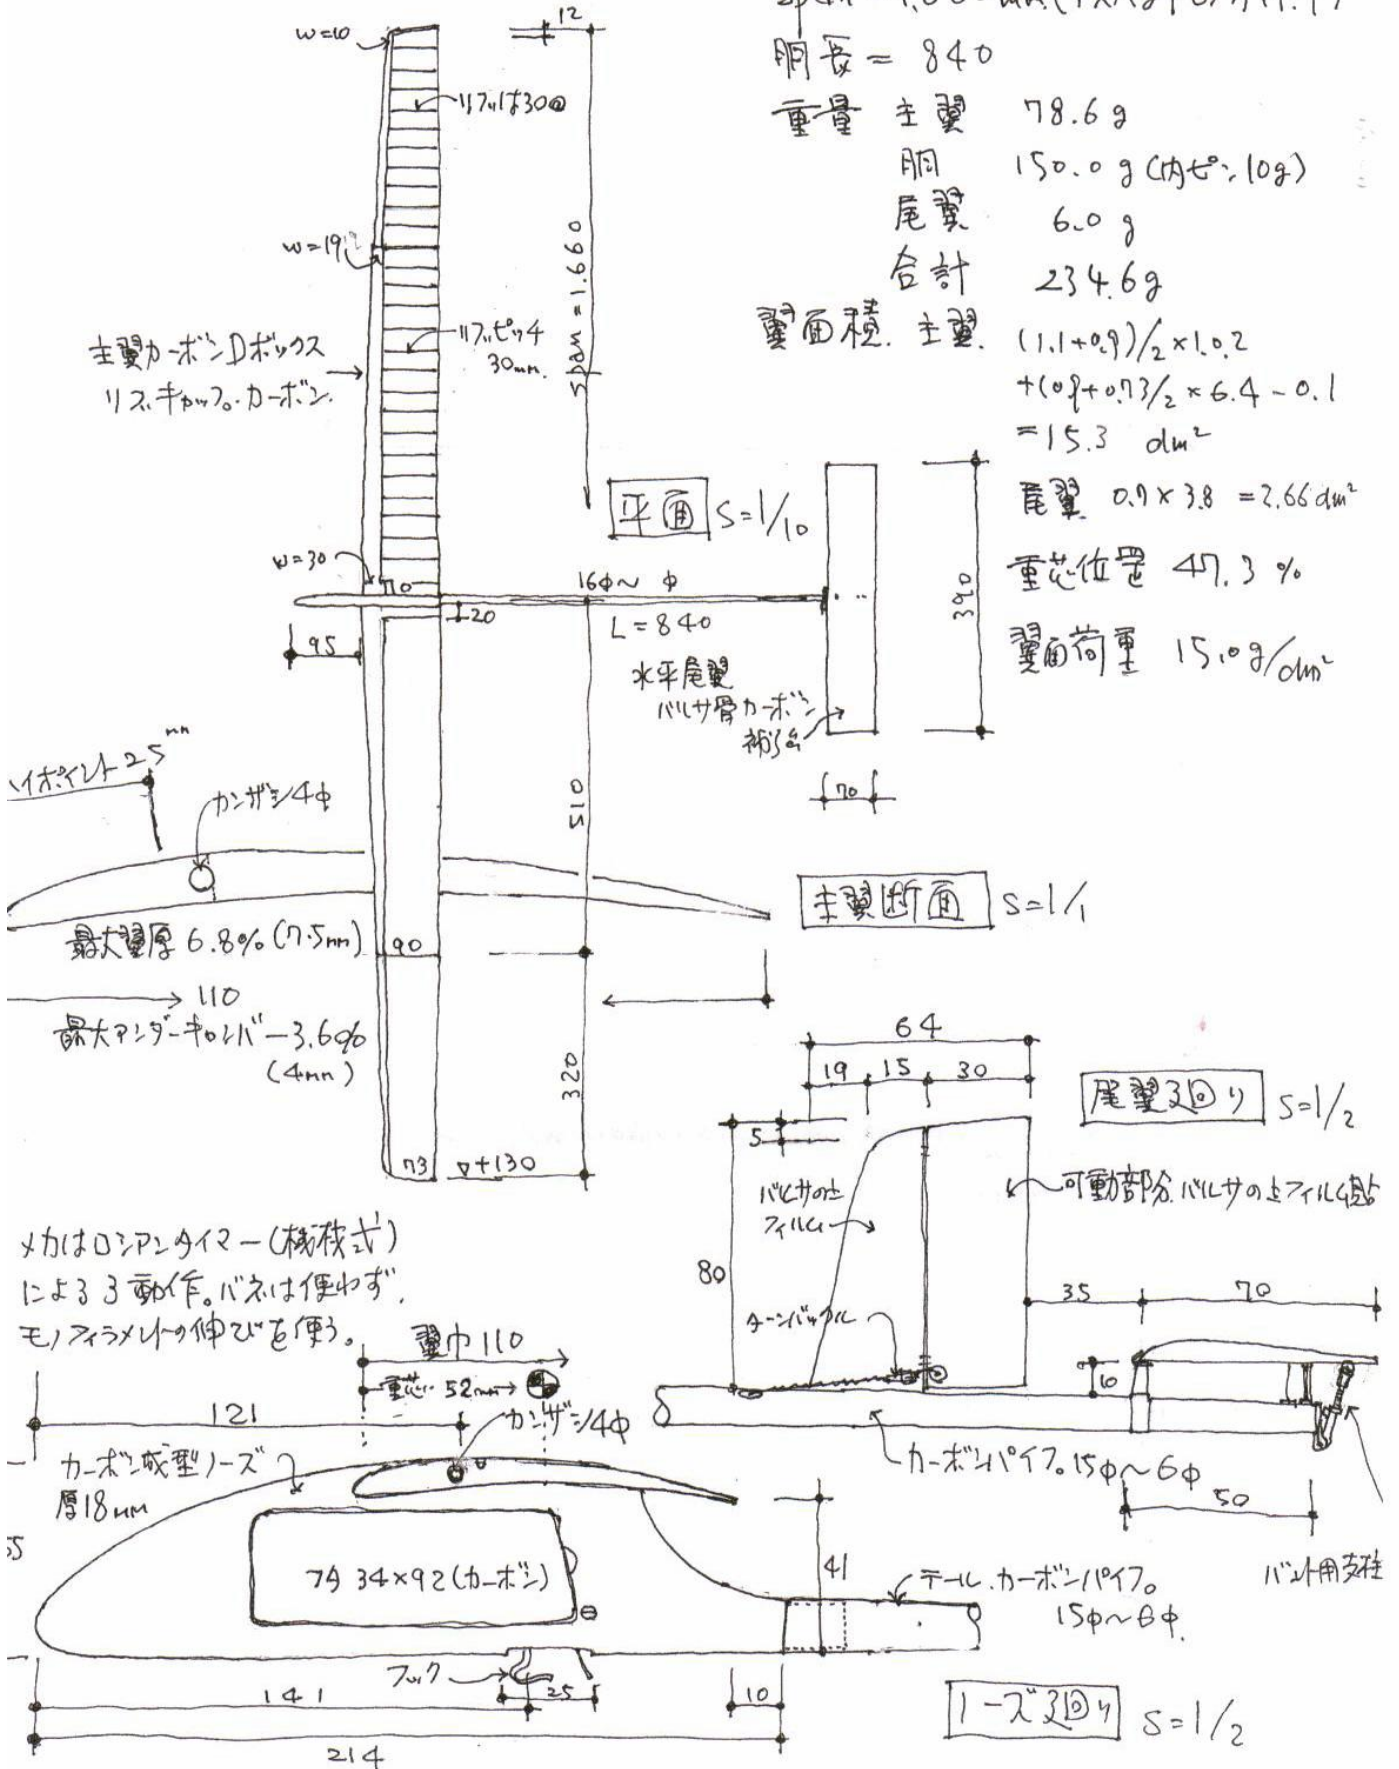 胴長 = 840
重量 主翼 78.6g
胴 150.0g (内ピン10g)
尾翼 6.0g
合計 234.6g
翼面積. 主翼. (1.1+0.9)/2×10.2
+(0.9+0.73/2×6.4-0.1
=15.3 dm²
尾翼 0.7×3.8=2.66dm²
重芯位置 47.3%
翼面荷重 15.0g/dm²
w=10
12
リブは30@
w=19
span=1.660
リブピッチ
30mm.
主翼カーボンDボックス
リブ.キャップ.カーボン.
平面 S=1/10
w=30
16φ~ φ
L=840
20
95
390
水平尾翼
バルサ骨カーボン
補強
70
ハイポイント25mm
カンザシ4φ
510
主翼断面 S=1/1
最大翼厚6.8%(7.5mm)
90
110
最大アンダーキャンバー3.6%
(4mm)
320
73
▽+130
64
19 15 30
尾翼廻り S=1/2
5
バルサの上
フィルム
可動部分.バルサの上フィルム貼
80
35
70
ターンバックル
6
カーボンパイプ。15φ~6φ
50
バント用支柱
メカはロシアンタイマー(機械式)
による3動作。バネは使わず、
モノフィラメントの伸びを使う。
翼巾110
重芯 52mm
121
カンザシ4φ
カーボン成型ノーズ
厚18mm
フタ 34×92(カーボン)
41
テール.カーボンパイプ。
15φ~6φ.
フック
141
25
10
214
ノーズ廻り S=1/2